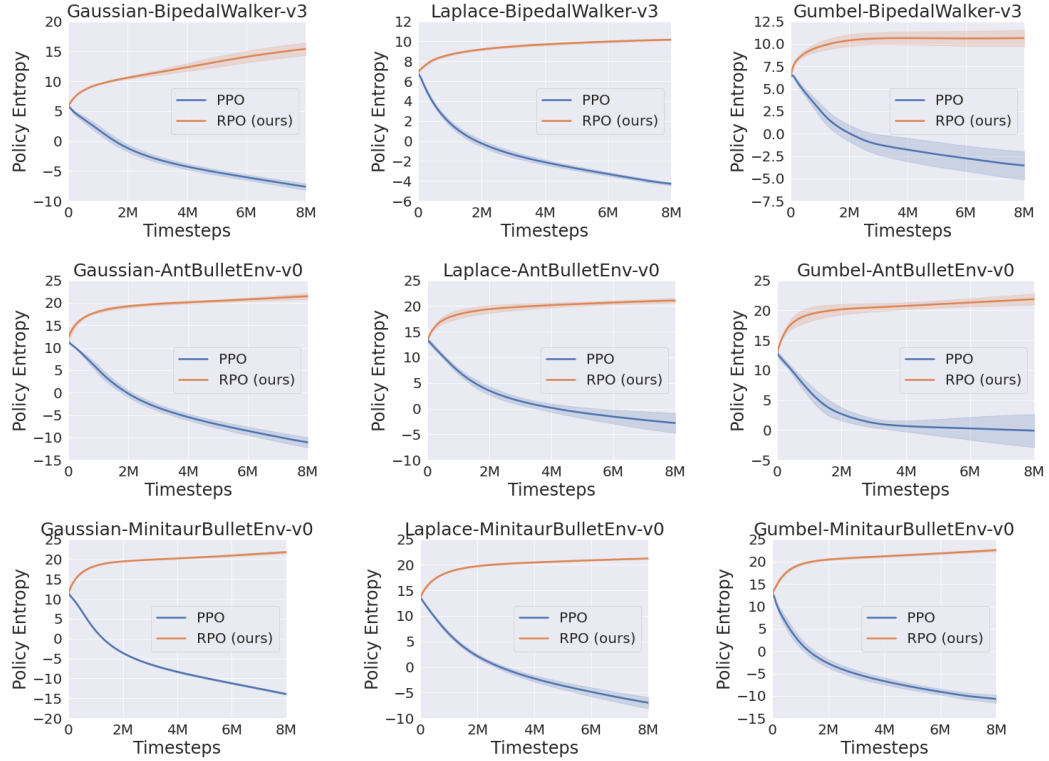 Gaussian-BipedalWalker-v3
20
15
10
5
0
−5
−10
Policy Entropy
PPO
RPO (ours)
0 2M 4M 6M 8M
Timesteps
Laplace-BipedalWalker-v3
12
10
8
6
4
2
0
−2
−4
−6
Policy Entropy
PPO
RPO (ours)
0 2M 4M 6M 8M
Timesteps
Gumbel-BipedalWalker-v3
12.5
10.0
7.5
5.0
2.5
0.0
−2.5
−5.0
−7.5
Policy Entropy
PPO
RPO (ours)
0 2M 4M 6M 8M
Timesteps
Gaussian-AntBulletEnv-v0
25
20
15
10
5
0
−5
−10
−15
Policy Entropy
PPO
RPO (ours)
0 2M 4M 6M 8M
Timesteps
Laplace-AntBulletEnv-v0
25
20
15
10
5
0
−5
−10
Policy Entropy
PPO
RPO (ours)
0 2M 4M 6M 8M
Timesteps
Gumbel-AntBulletEnv-v0
25
20
15
10
5
0
−5
Policy Entropy
PPO
RPO (ours)
0 2M 4M 6M 8M
Timesteps
Gaussian-MinitaurBulletEnv-v0
25
20
15
10
5
0
−5
−10
−15
−20
Policy Entropy
PPO
RPO (ours)
0 2M 4M 6M 8M
Timesteps
Laplace-MinitaurBulletEnv-v0
25
20
15
10
5
0
−5
−10
Policy Entropy
PPO
RPO (ours)
0 2M 4M 6M 8M
Timesteps
Gumbel-MinitaurBulletEnv-v0
25
20
15
10
5
0
−5
−10
−15
Policy Entropy
PPO
RPO (ours)
0 2M 4M 6M 8M
Timesteps